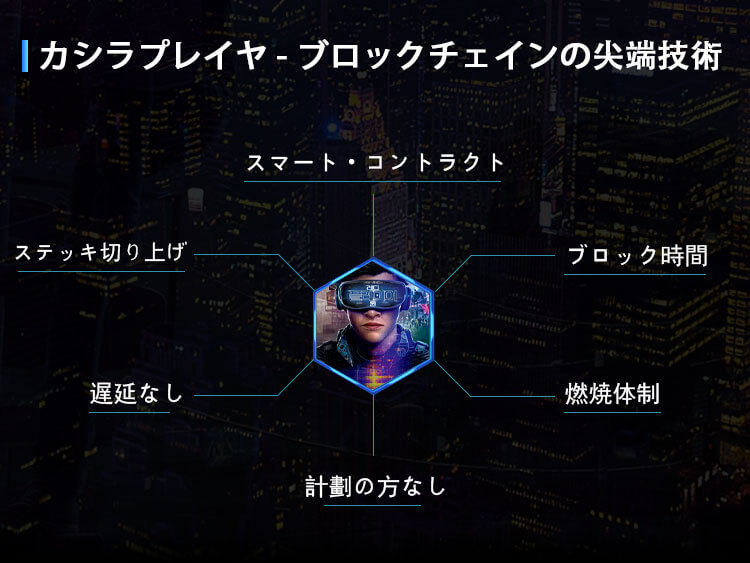 カシラプレイヤ - ブロックチェインの尖端技術
スマート・コントラクト
ステッキ切り上げ
ブロック時間
遅延なし
燃焼体制
計劃の方なし